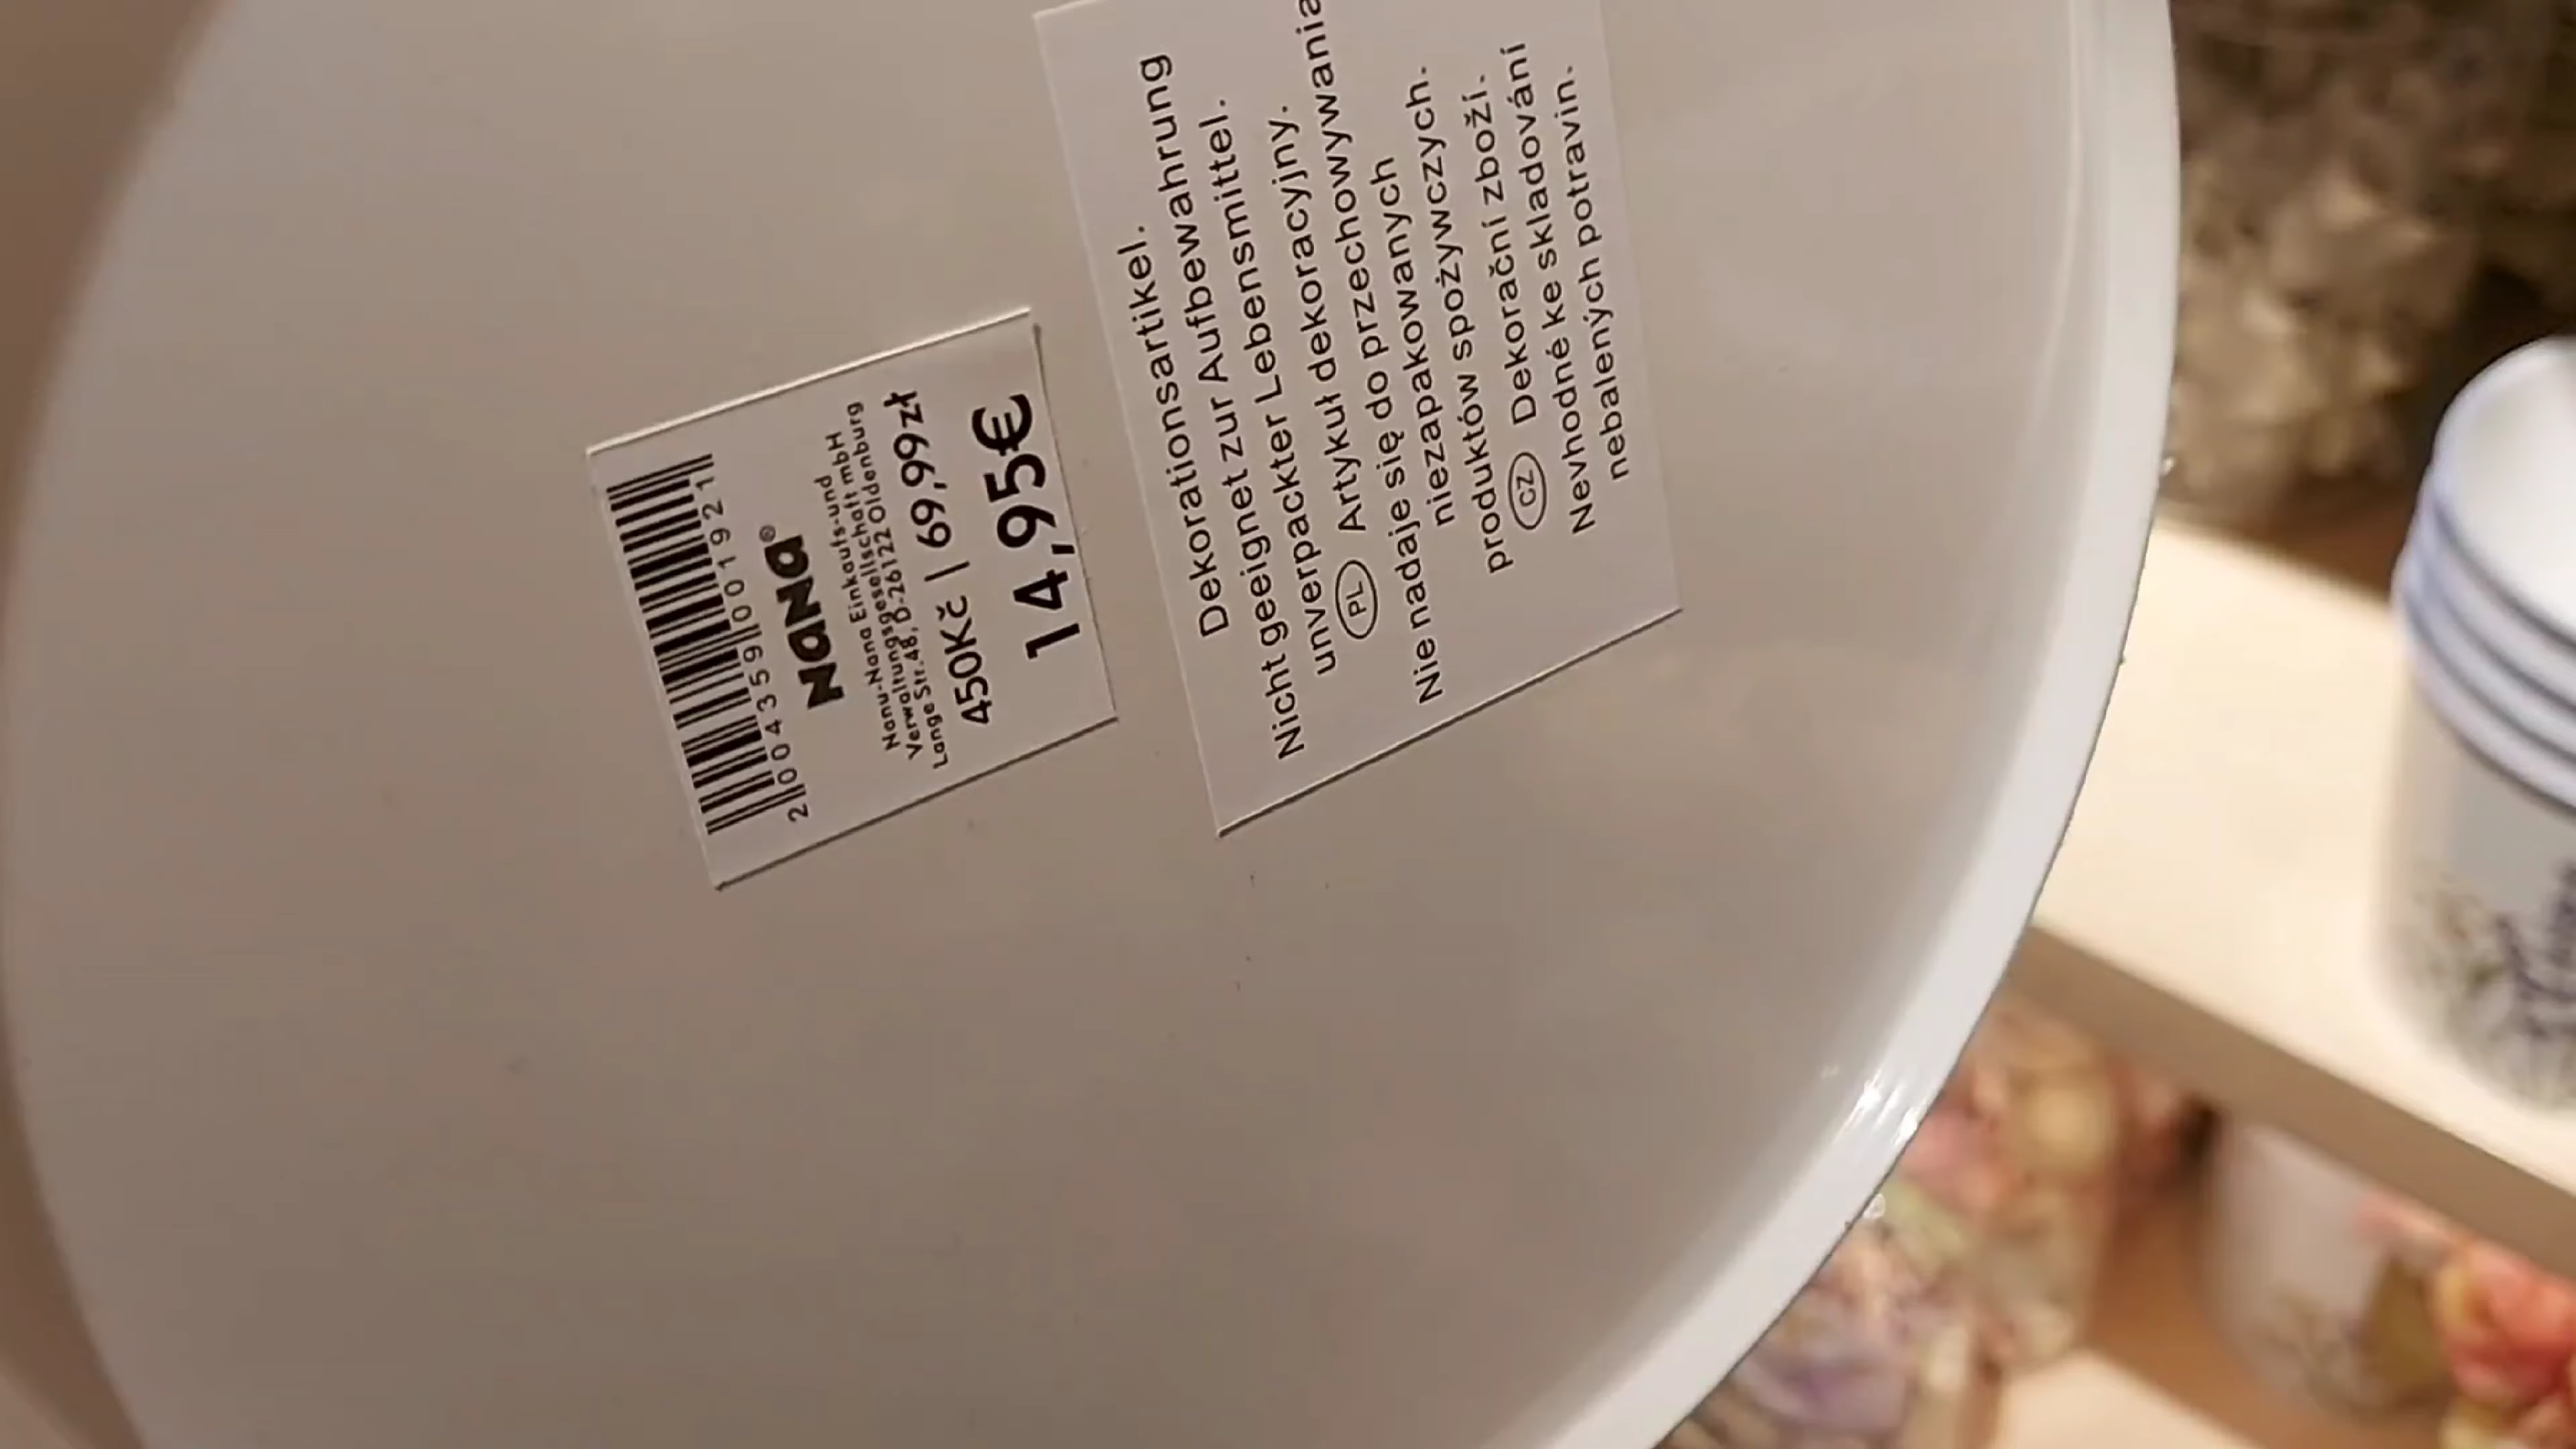 2 004359 001921
NaNa®
Nanu-Nana Einkaufs-und
Verwaltungsgesellschaft mbH
Lange Str.48, D-26122 Oldenburg
450Kč | 69,99zł
14,95€
Dekorationsartikel.
Nicht geeignet zur Aufbewahrung
unverpackter Lebensmittel.
PL Artykuł dekoracyjny.
Nie nadaje się do przechowywania
niezapakowanych
produktów spożywczych.
CZ Dekorační zboží.
Nevhodné ke skladování
nebalených potravin.